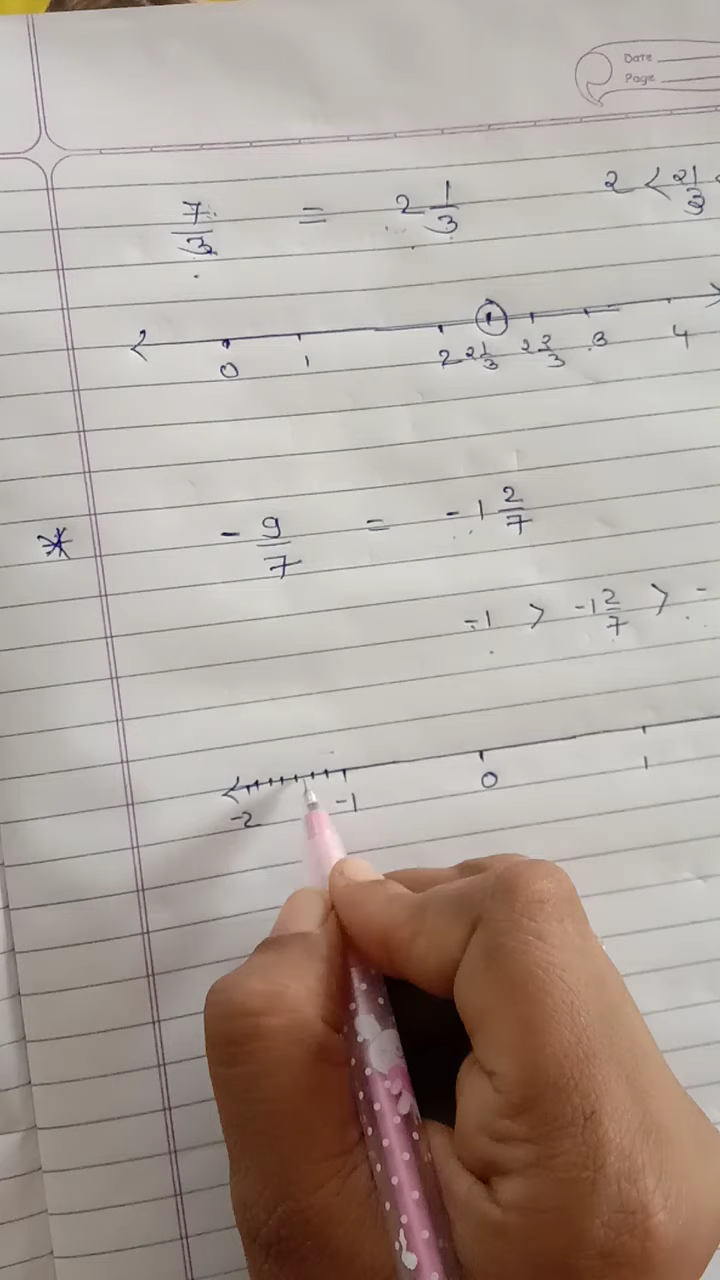 Date
Page
7/3 = 2 1/3 2 < 2 1/3 <
0 1 2 2 1/3 2 2/3 3 4
* - 9/7 = -1 2/7
-1 > -1 2/7 > -
-2 -1 0 1